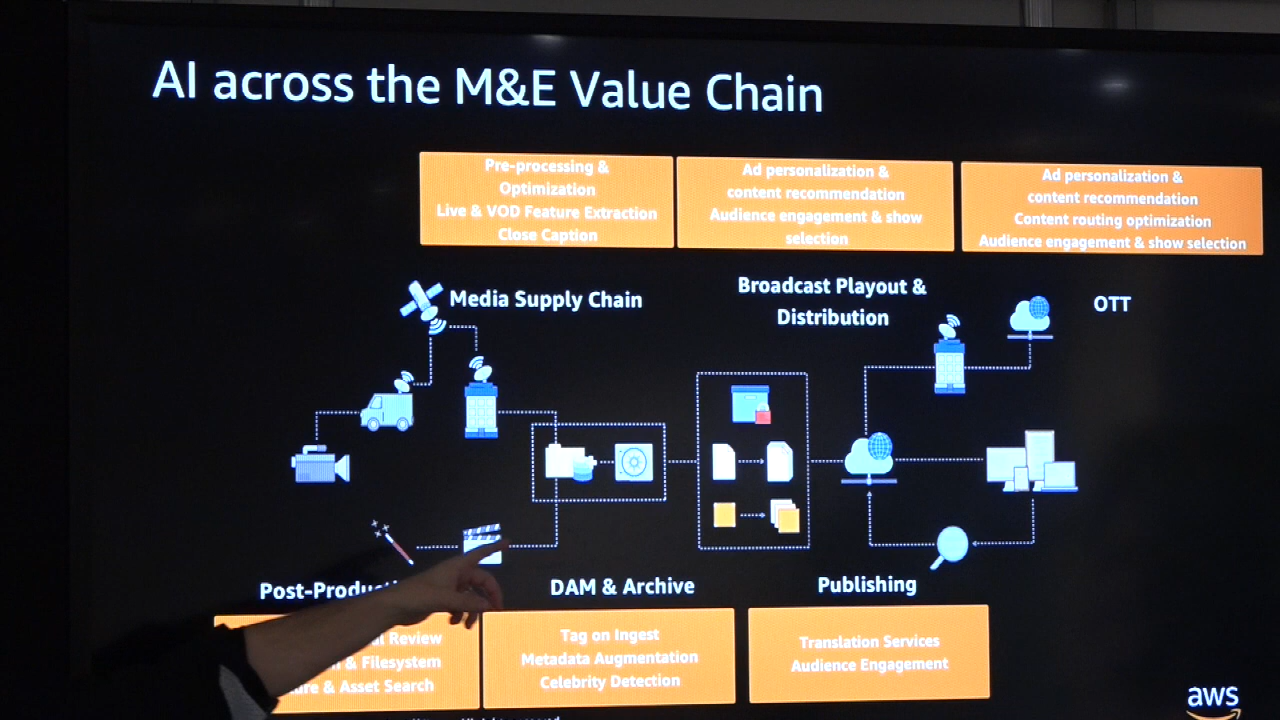 AI across the M&E Value Chain
Pre-processing &
Optimization
Live & VOD Feature Extraction
Close Caption
Ad personalization &
content recommendation
Audience engagement & show
selection
Ad personalization &
content recommendation
Content routing optimization
Audience engagement & show selection
Media Supply Chain
Broadcast Playout &
Distribution
OTT
DAM & Archive
Publishing
Review
& Filesystem
& Asset Search
Tag on Ingest
Metadata Augmentation
Celebrity Detection
Translation Services
Audience Engagement
aws